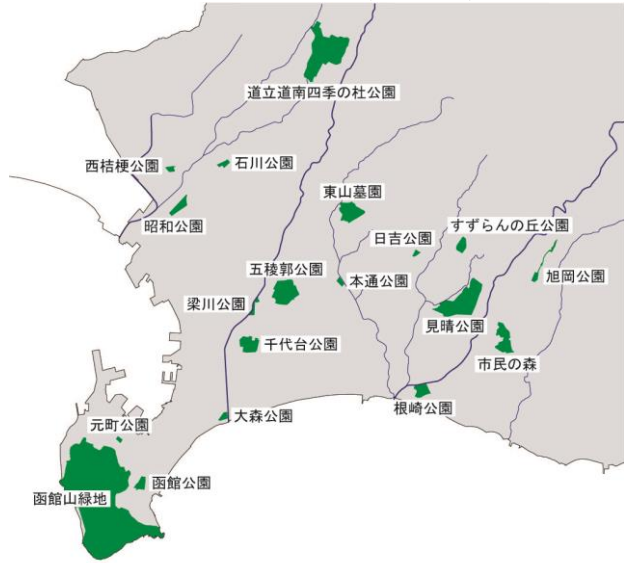 道立道南四季の杜公園
西桔梗公園
石川公園
昭和公園
東山墓園
すずらんの丘公園
日吉公園
五稜郭公園
本通公園
旭岡公園
梁川公園
見晴公園
千代台公園
市民の森
大森公園
根崎公園
元町公園
函館公園
函館山緑地